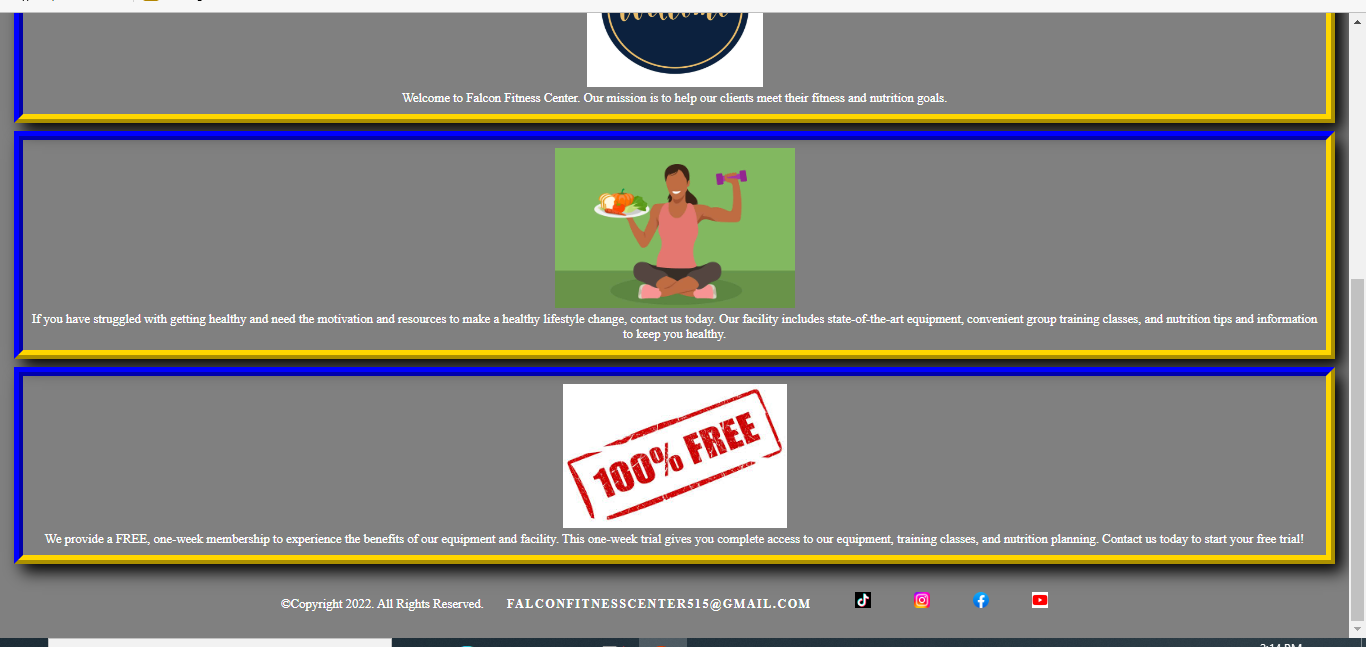 Welcome
Welcome to Falcon Fitness Center. Our mission is to help our clients meet their fitness and nutrition goals.
If you have struggled with getting healthy and need the motivation and resources to make a healthy lifestyle change, contact us today. Our facility includes state-of-the-art equipment, convenient group training classes, and nutrition tips and information
to keep you healthy.
100% FREE
We provide a FREE, one-week membership to experience the benefits of our equipment and facility. This one-week trial gives you complete access to our equipment, training classes, and nutrition planning. Contact us today to start your free trial!
©Copyright 2022. All Rights Reserved. FALCONFITNESSCENTER515@GMAIL.COM